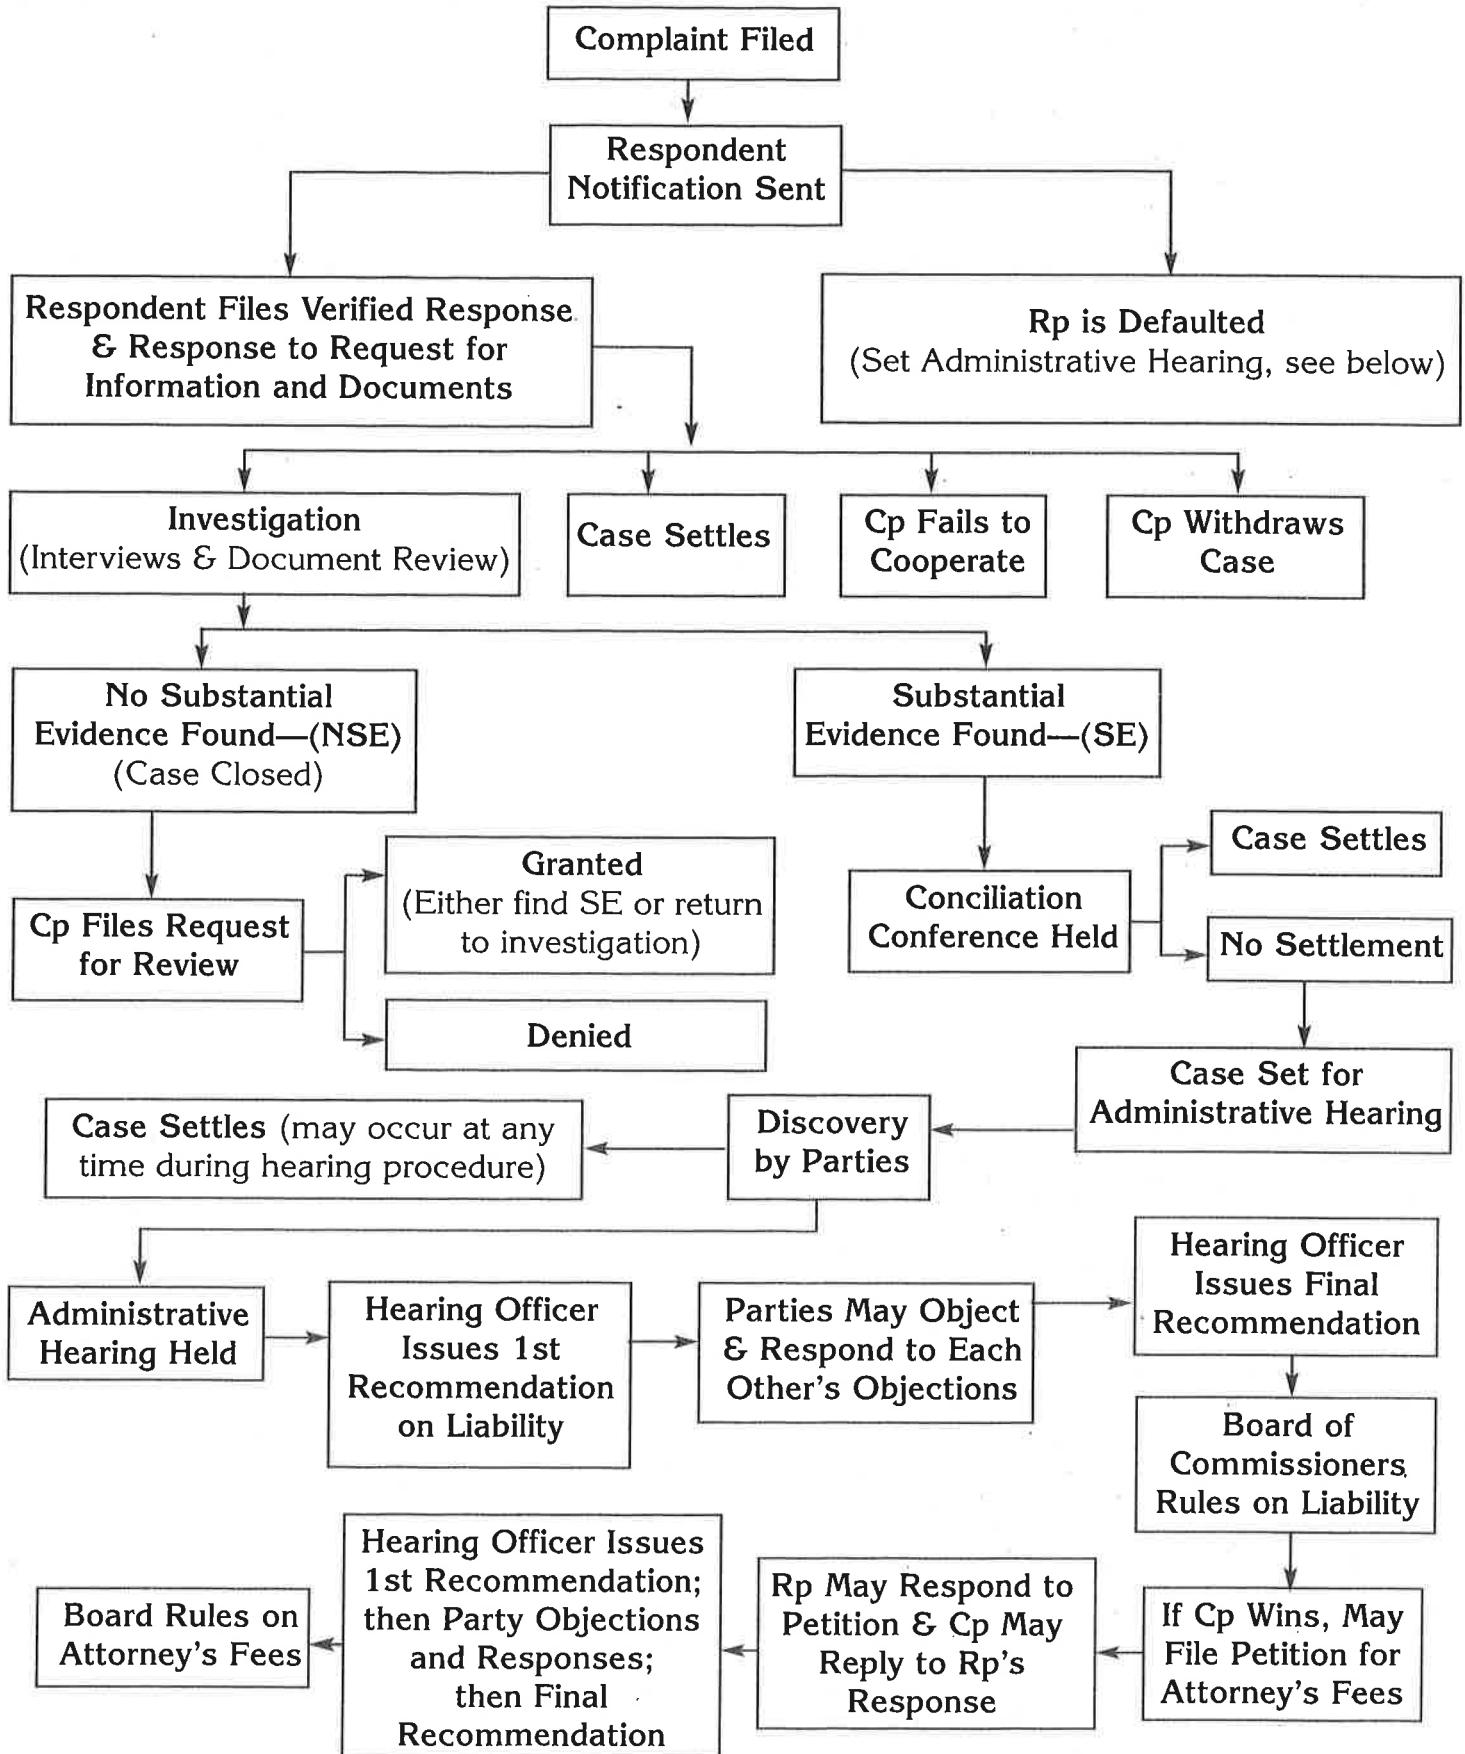 Complaint Filed
Respondent
Notification Sent
Respondent Files Verified Response
& Response to Request for
Information and Documents
Rp is Defaulted
(Set Administrative Hearing, see below)
Investigation
(Interviews & Document Review)
Case Settles
Cp Fails to
Cooperate
Cp Withdraws
Case
No Substantial
Evidence Found—(NSE)
(Case Closed)
Substantial
Evidence Found—(SE)
Cp Files Request
for Review
Granted
(Either find SE or return
to investigation)
Denied
Conciliation
Conference Held
Case Settles
No Settlement
Case Set for
Administrative Hearing
Discovery
by Parties
Case Settles (may occur at any
time during hearing procedure)
Administrative
Hearing Held
Hearing Officer
Issues 1st
Recommendation
on Liability
Parties May Object
& Respond to Each
Other's Objections
Hearing Officer
Issues Final
Recommendation
Board of
Commissioners
Rules on Liability
If Cp Wins, May
File Petition for
Attorney's Fees
Rp May Respond to
Petition & Cp May
Reply to Rp's
Response
Hearing Officer Issues
1st Recommendation;
then Party Objections
and Responses;
then Final
Recommendation
Board Rules on
Attorney's Fees